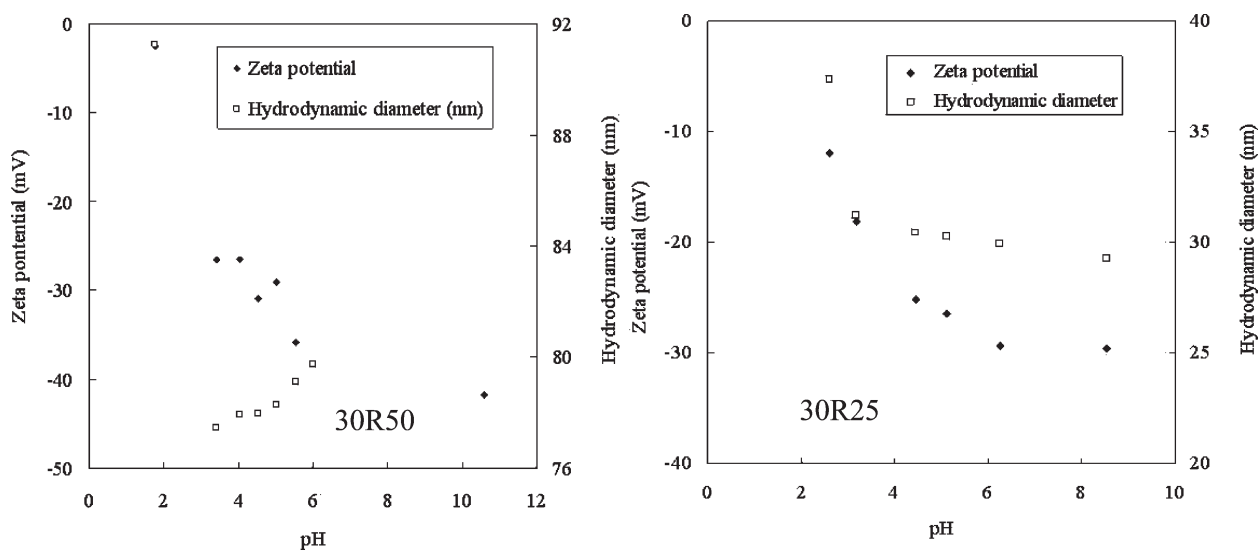 0
-10
-20
-30
-40
-50
Zeta pontential (mV)
92
88
84
80
76
Hydrodynamic diameter (nm)
Zeta potential
Hydrodynamic diameter (nm)
30R50
0 2 4 6 8 10 12
pH
0
-10
-20
-30
-40
Zeta potential (mV)
40
35
30
25
20
Hydrodynamic diameter (nm)
Zeta potential
Hydrodynamic diameter
30R25
0 2 4 6 8 10
pH